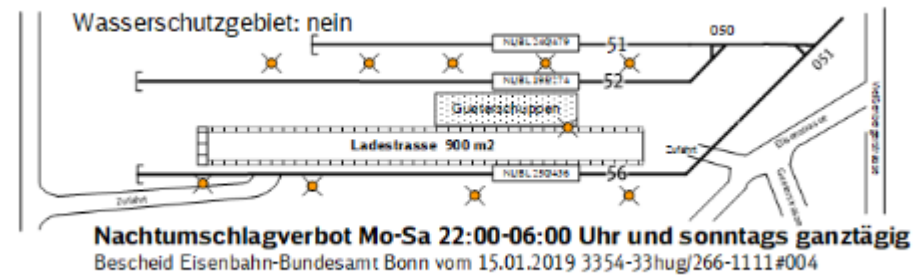 Wasserschutzgebiet: nein
050
51
051
52
Gueterschuppen
Ladestrasse 900 m2
Zufahrt
56
Zufahrt
Nachtumschlagverbot Mo-Sa 22:00-06:00 Uhr und sonntags ganztägig
Bescheid Eisenbahn-Bundesamt Bonn vom 15.01.2019 3354-33hug/266-1111#004